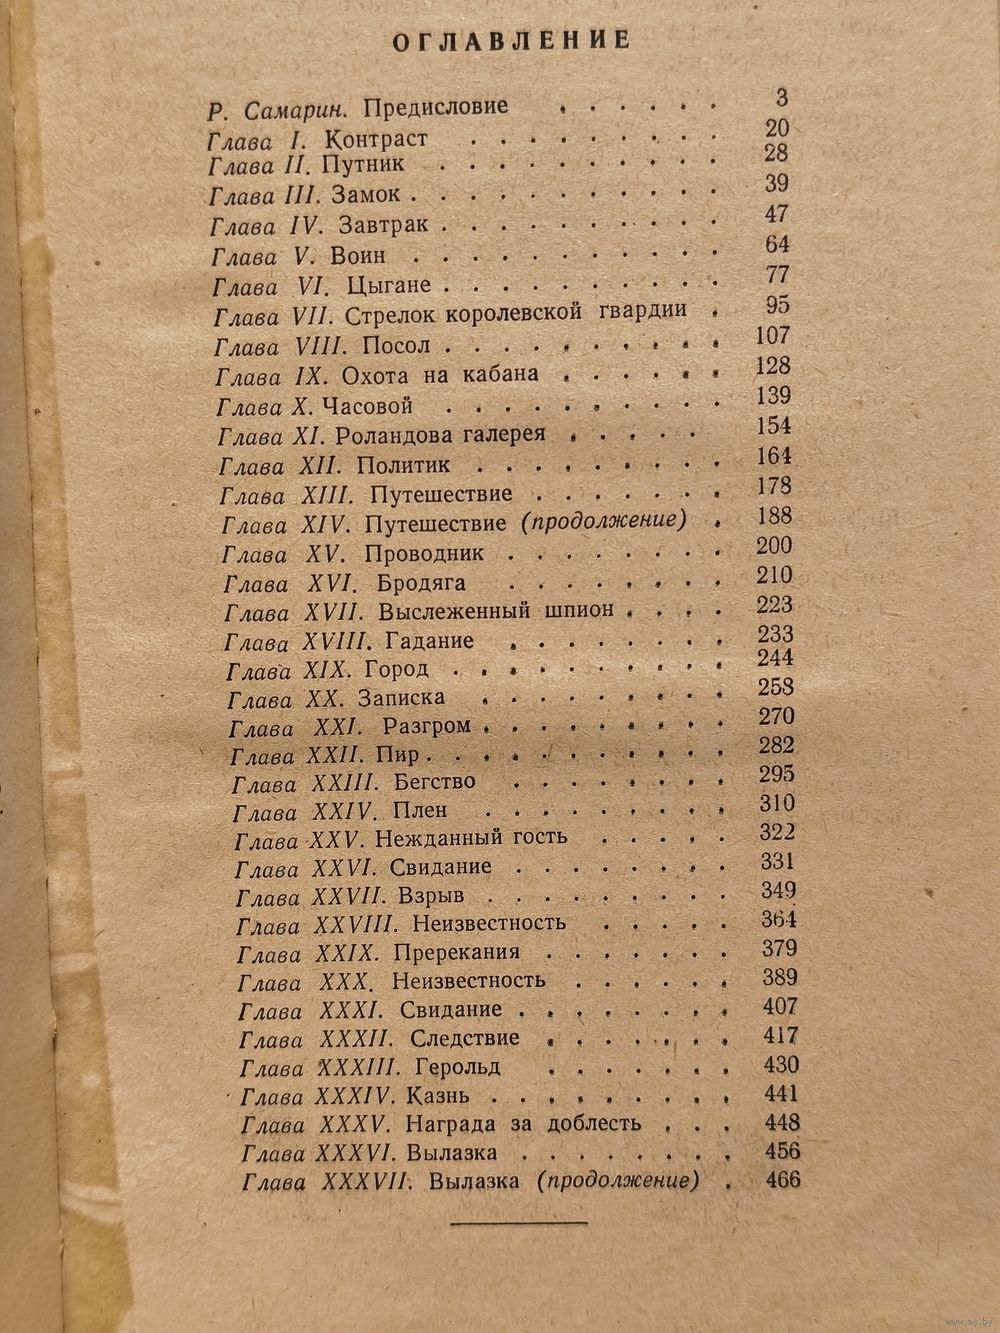 ОГЛАВЛЕНИЕ
Р. Самарин. Предисловие . . . . . . 3
Глава I. Контраст . . . . . . . . . 20
Глава II. Путник . . . . . . . . . . 28
Глава III. Замок . . . . . . . . . . . 39
Глава IV. Завтрак . . . . . . . . . . 47
Глава V. Воин . . . . . . . . . . . 64
Глава VI. Цыгане . . . . . . . . . . 77
Глава VII. Стрелок королевской гвардии . 95
Глава VIII. Посол . . . . . . . . . . 107
Глава IX. Охота на кабана . . . . . . 128
Глава X. Часовой . . . . . . . . . . 139
Глава XI. Роландова галерея . . . . . 154
Глава XII. Политик . . . . . . . . . 164
Глава XIII. Путешествие . . . . . . . 178
Глава XIV. Путешествие (продолжение) . 188
Глава XV. Проводник . . . . . . . . 200
Глава XVI. Бродяга . . . . . . . . 210
Глава XVII. Выслеженный шпион . . . . 223
Глава XVIII. Гадание . . . . . . . . 233
Глава XIX. Город . . . . . . . . . . 244
Глава XX. Записка . . . . . . . . . 258
Глава XXI. Разгром . . . . . . . . . 270
Глава XXII. Пир . . . . . . . . . . . 282
Глава XXIII. Бегство . . . . . . . . 295
Глава XXIV. Плен . . . . . . . . . 310
Глава XXV. Нежданный гость . . . . . 322
Глава XXVI. Свидание . . . . . . . . 331
Глава XXVII. Взрыв . . . . . . . . . 349
Глава XXVIII. Неизвестность . . . . . 364
Глава XXIX. Пререкания . . . . . . . 379
Глава XXX. Неизвестность . . . . . . 389
Глава XXXI. Свидание . . . . . . . . 407
Глава XXXII. Следствие . . . . . . . 417
Глава XXXIII. Герольд . . . . . . . 430
Глава XXXIV. Казнь . . . . . . . . . 441
Глава XXXV. Награда за доблесть . . . 448
Глава XXXVI. Вылазка . . . . . . . . 456
Глава XXXVII. Вылазка (продолжение) . 466
www.ay.by